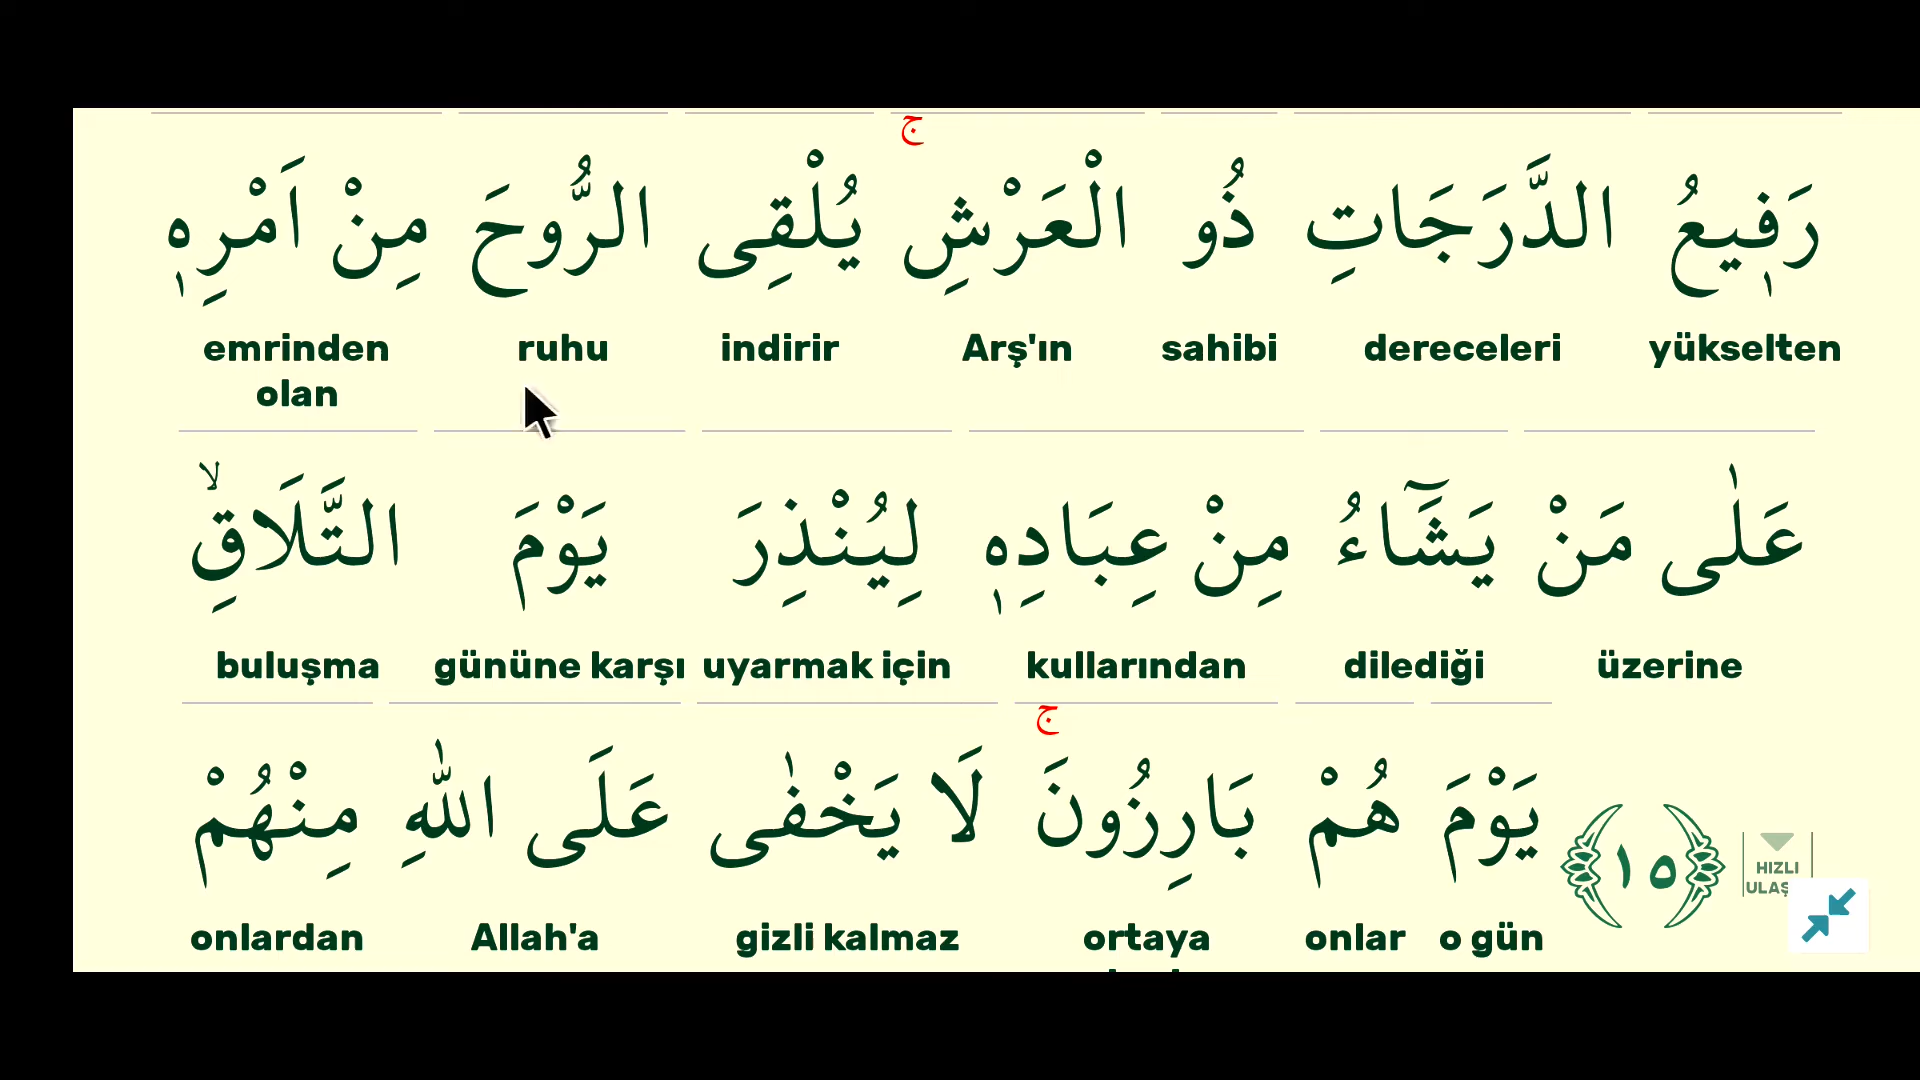 ج
رَف۪يعُ الدَّرَجَاتِ ذُو الْعَرْشِ يُلْقِى الرُّوحَ مِنْ اَمْرِه۪
yükselten dereceleri sahibi Arş'ın indirir ruhu emrinden
olan
عَلٰى مَنْ يَشَٓاءُ مِنْ عِبَادِه۪ لِيُنْذِرَ يَوْمَ التَّلَاقِۙ
üzerine dilediği kullarından uyarmak için gününe karşı buluşma
ج
١٥ يَوْمَ هُمْ بَارِزُونَ لَا يَخْفٰى عَلَى اللّٰهِ مِنْهُمْ
HIZLI
o gün onlar ortaya gizli kalmaz Allah'a onlardan